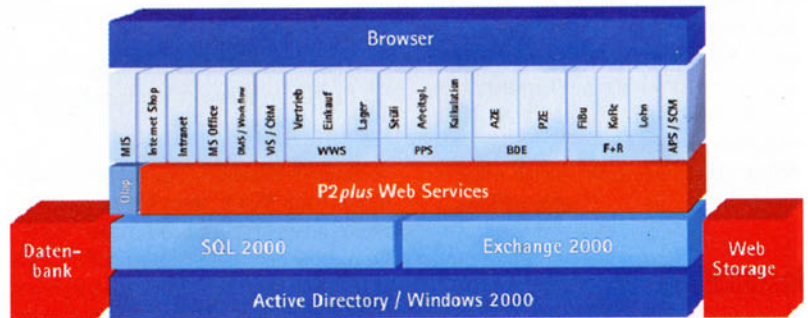 Browser
MIS
Internet Shop
Intranet
MS Office
DMS / Workflow
VIS / CRM
Vertrieb
Einkauf
Lager
Stüli
Arbeitspl.
Kalkulation
AZE
PZE
FiBu
KoRe
Lohn
APS / SCM
WWS
PPS
BDE
F+R
Olap
P2plus Web Services
Daten-
bank
SQL 2000
Exchange 2000
Web
Storage
Active Directory / Windows 2000